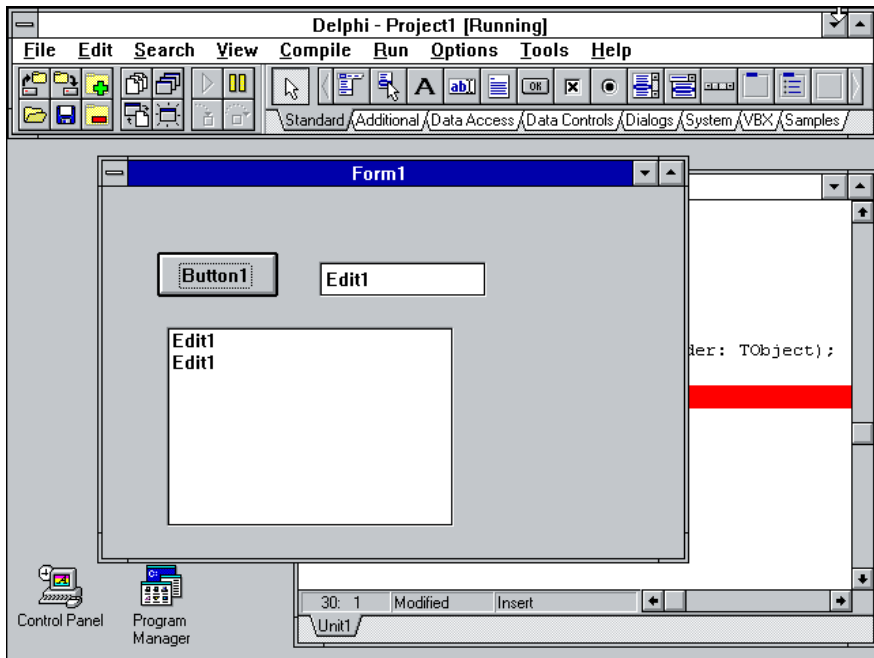 Delphi - Project1 [Running]
File Edit Search View Compile Run Options Tools Help
A ab OK
Standard Additional Data Access Data Controls Dialogs System VBX Samples
Form1
Button1
Edit1
Edit1
Edit1
der: TObject);
C:
Control Panel
Program
Manager
30: 1 Modified Insert
Unit1